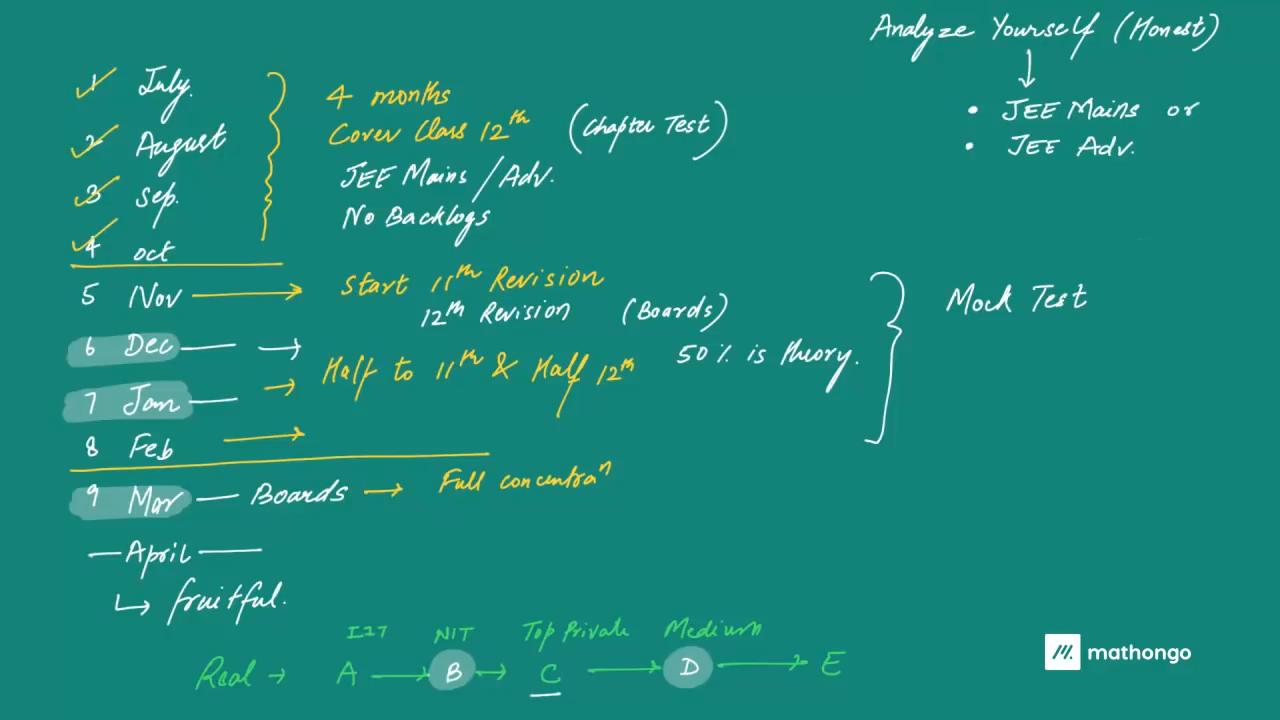 Analyze Yourself (Honest)
• JEE Mains or
• JEE Adv.
1 July.
2 August
3 Sep.
4 Oct
4 months
Cover Class 12th (Chapter Test)
JEE Mains / Adv.
No Backlogs
5 Nov → Start 11th Revision
12th Revision (Boards)
6 Dec →
7 Jan → Half to 11th & Half 12th 50% is theory.
8 Feb →
Mock Test
9 Mar — Boards → Full concentraⁿ
— April —
↳ fruitful.
IIT NIT Top Private Medium
Real → A → B → C → D → E
mathongo